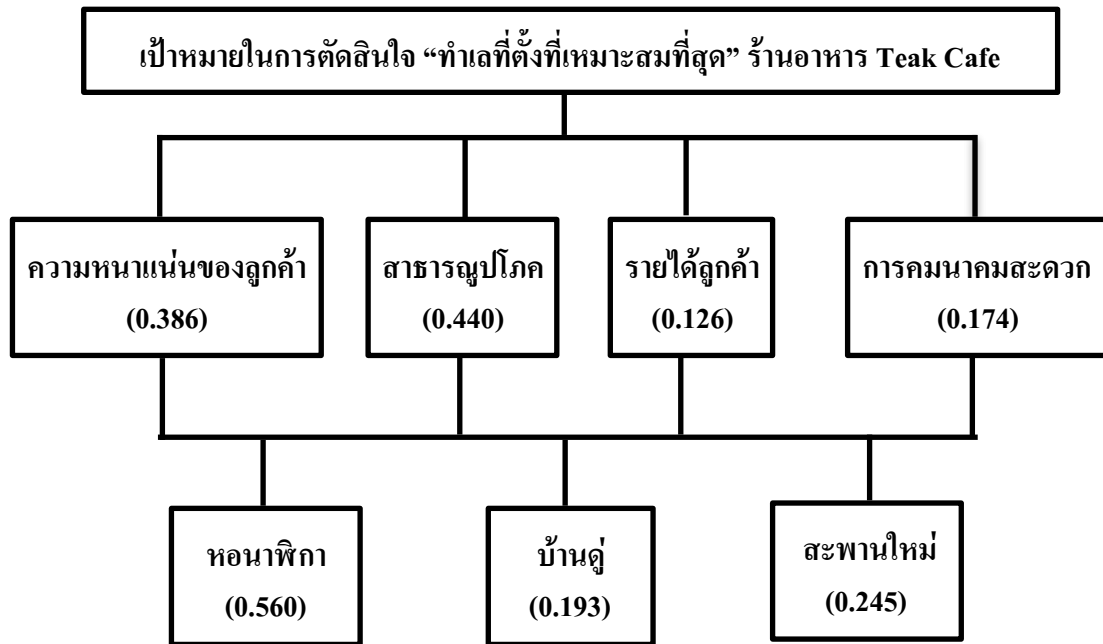 เป้าหมายในการตัดสินใจ “ทำเลที่ตั้งที่เหมาะสมที่สุด” ร้านอาหาร Teak Cafe
ความหนาแน่นของลูกค้า
(0.386)
สาธารณูปโภค
(0.440)
รายได้ลูกค้า
(0.126)
การคมนาคมสะดวก
(0.174)
หอนาฬิกา
(0.560)
บ้านดู่
(0.193)
สะพานใหม่
(0.245)